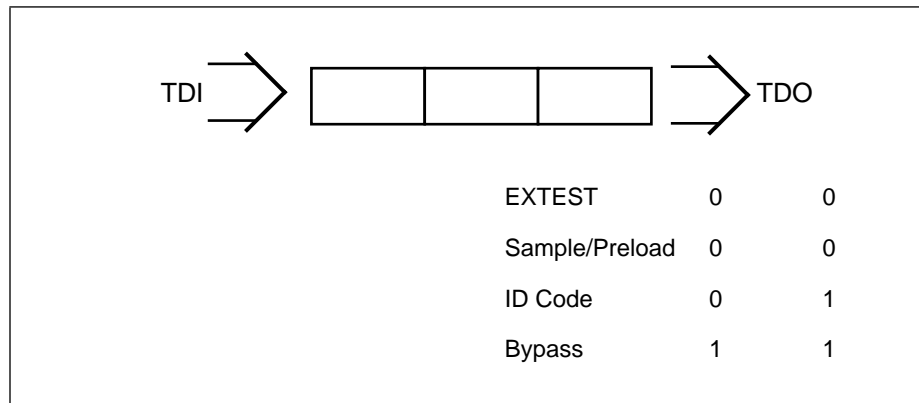 TDI TDO
EXTEST 0 0
Sample/Preload 0 0
ID Code 0 1
Bypass 1 1